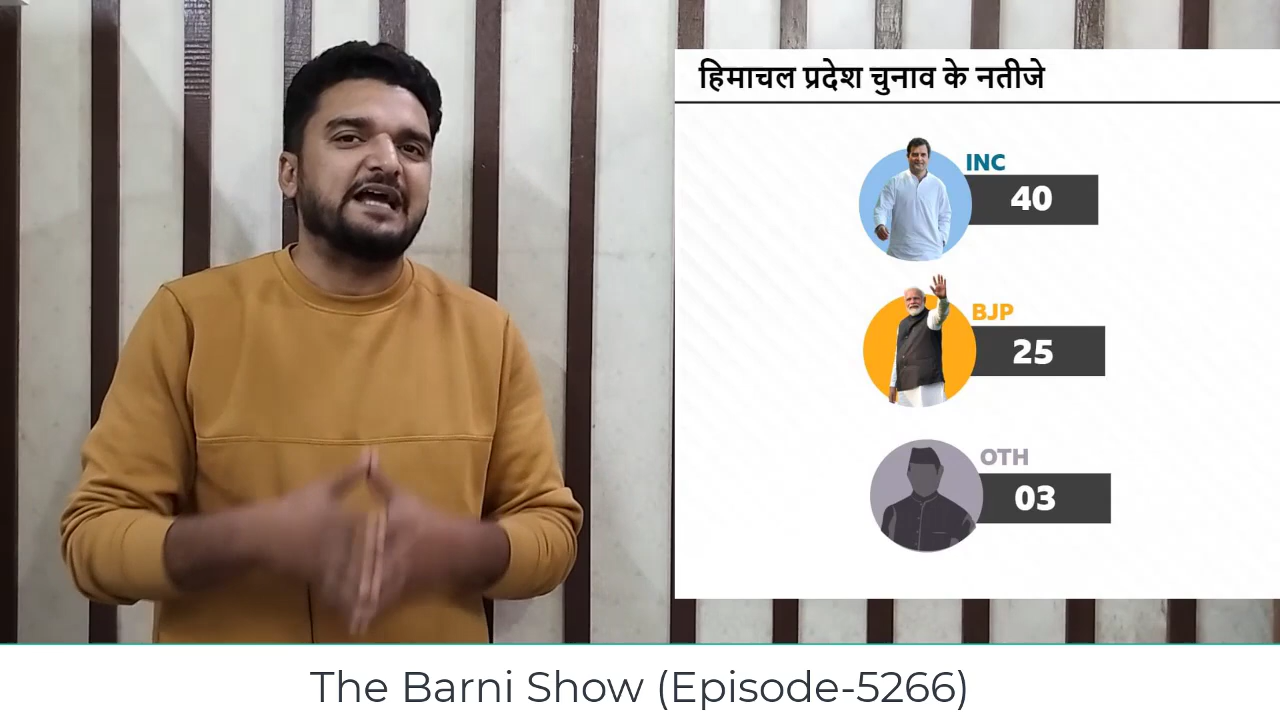 हिमाचल प्रदेश चुनाव के नतीजे
INC
40
BJP
25
OTH
03
The Barni Show (Episode-5266)